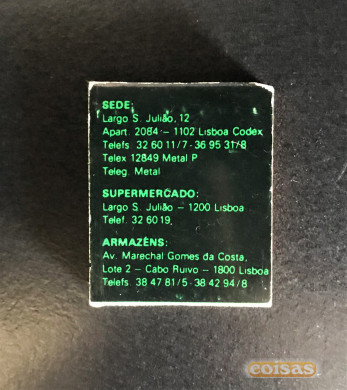 SEDE:
Largo S. Julião, 12
Apart. 2084 – 1102 Lisboa Codex
Telefs. 32 60 11/7 - 36 95 31/8
Telex 12849 Metal P
Teleg. Metal
SUPERMERCADO:
Largo S. Julião – 1200 Lisboa
Telef. 32 60 19
ARMAZÉNS:
Av. Marechal Gomes da Costa,
Lote 2 – Cabo Ruivo – 1800 Lisboa
Telefs. 38 47 81/5 - 38 42 94/8
coisas